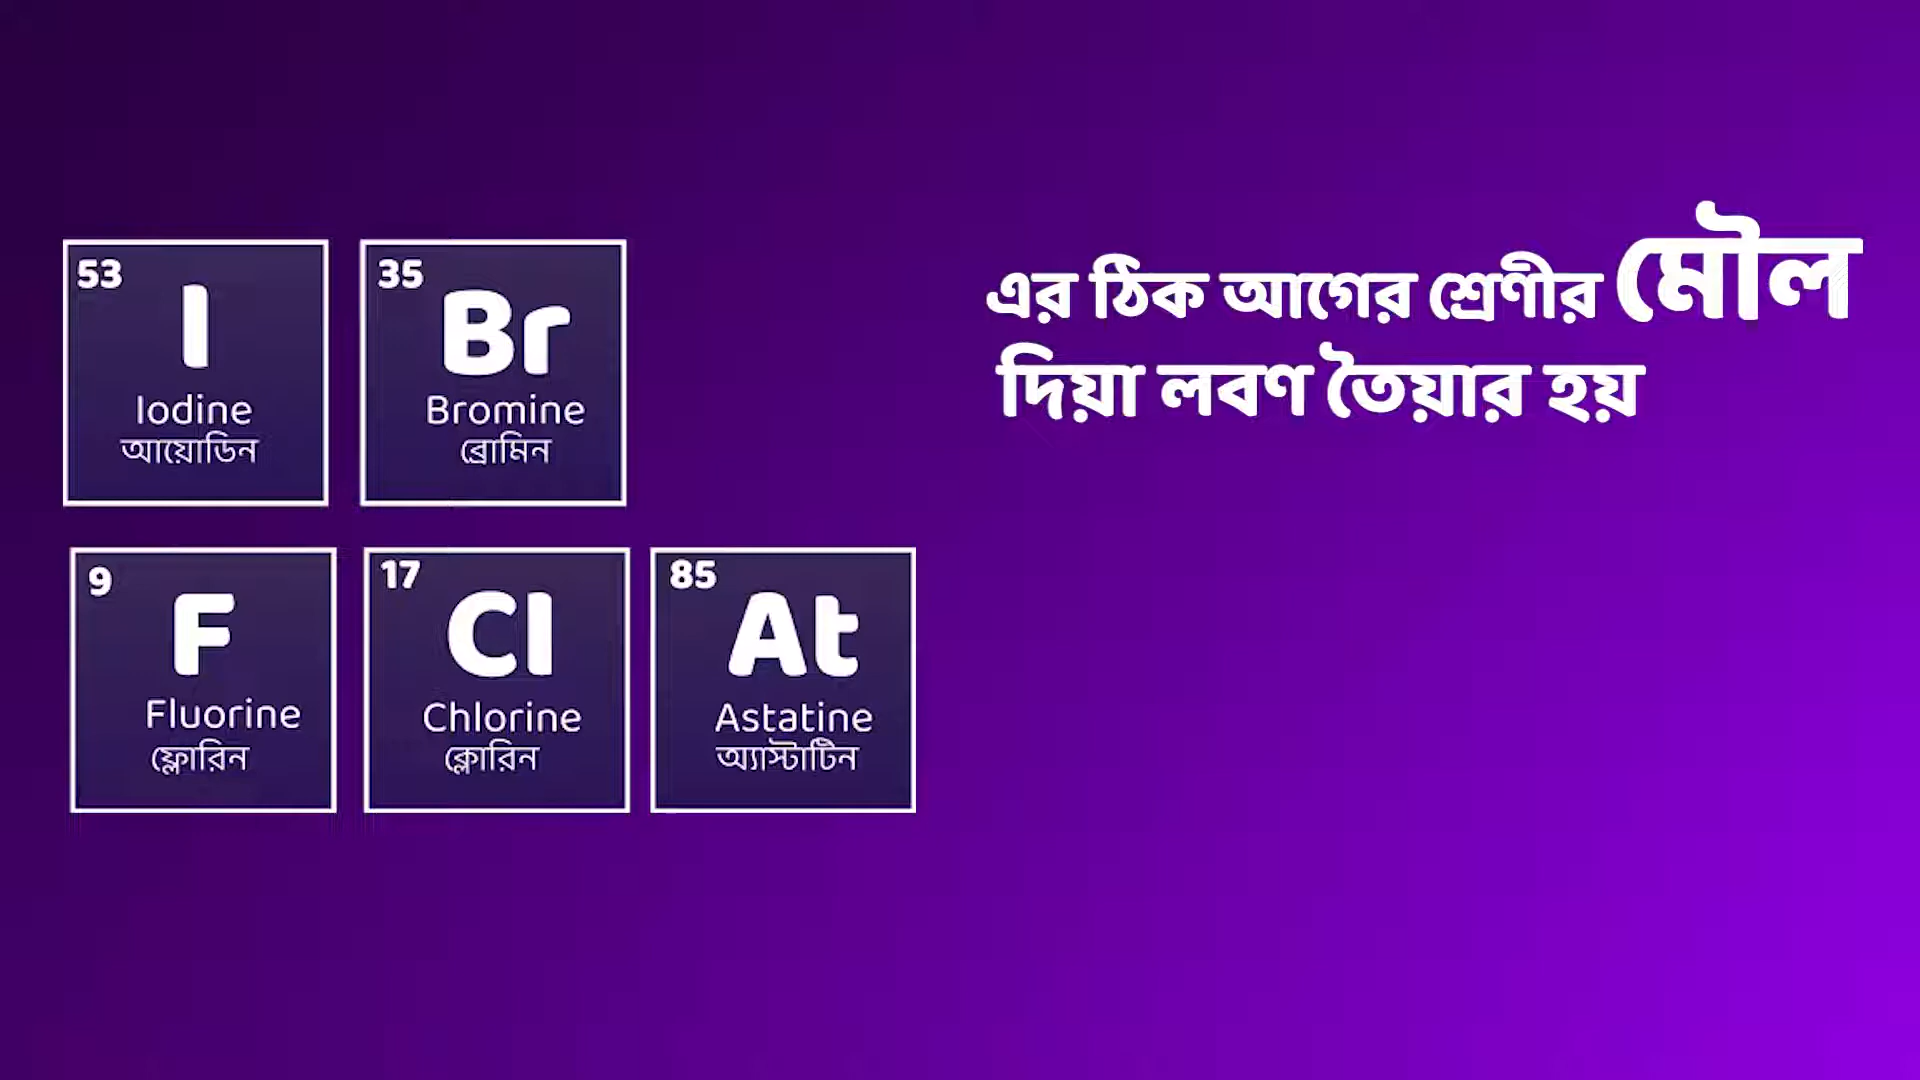 53
I
Iodine
আয়োডিন
35
Br
Bromine
ব্রোমিন
9
F
Fluorine
ফ্লোরিন
17
Cl
Chlorine
ক্লোরিন
85
At
Astatine
অ্যাস্টাটিন
এর ঠিক আগের শ্রেণীর মৌল
দিয়া লবণ তৈয়ার হয়